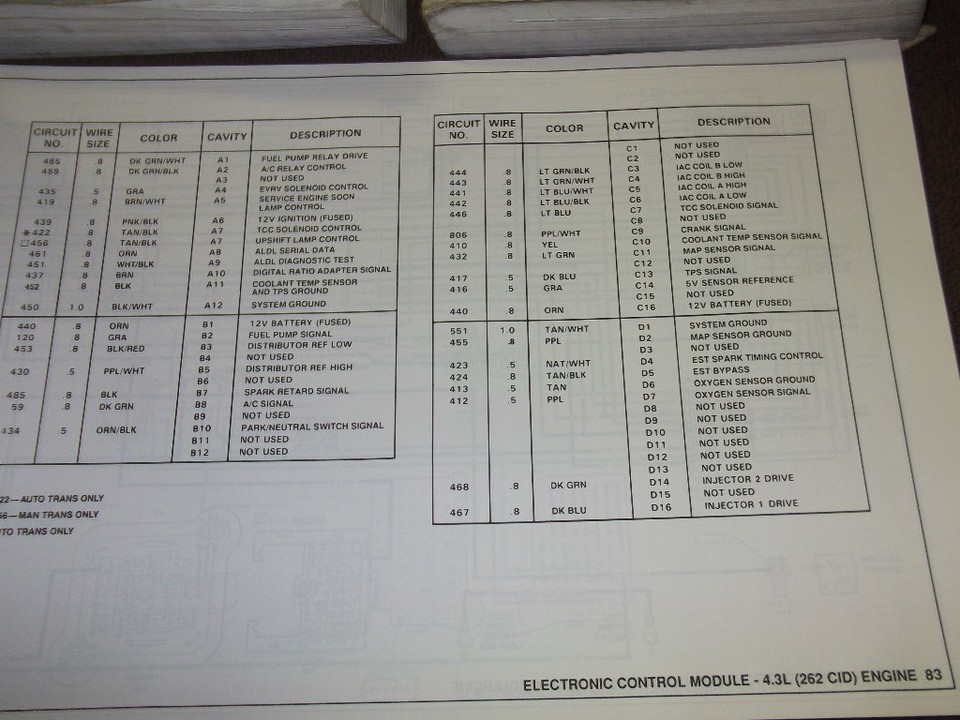 CIRCUIT NO. WIRE SIZE COLOR CAVITY DESCRIPTION
465 .8 DK GRN/WHT A1 FUEL PUMP RELAY DRIVE
459 .8 DK GRN/BLK A2 A/C RELAY CONTROL
A3 NOT USED
435 .5 GRA A4 EVRV SOLENOID CONTROL
419 .8 BRN/WHT A5 SERVICE ENGINE SOON
LAMP CONTROL
439 .8 PNK/BLK A6 12V IGNITION (FUSED)
*422 .8 TAN/BLK A7 TCC SOLENOID CONTROL
□456 .8 TAN/BLK A7 UPSHIFT LAMP CONTROL
461 .8 ORN A8 ALDL SERIAL DATA
451 .8 WHT/BLK A9 ALDL DIAGNOSTIC TEST
437 .8 BRN A10 DIGITAL RATIO ADAPTER SIGNAL
452 .8 BLK A11 COOLANT TEMP SENSOR
AND TPS GROUND
450 1.0 BLK/WHT A12 SYSTEM GROUND
440 .8 ORN B1 12V BATTERY (FUSED)
120 .8 GRA B2 FUEL PUMP SIGNAL
453 .8 BLK/RED B3 DISTRIBUTOR REF LOW
B4 NOT USED
430 .5 PPL/WHT B5 DISTRIBUTOR REF HIGH
B6 NOT USED
485 .8 BLK B7 SPARK RETARD SIGNAL
59 .8 DK GRN B8 A/C SIGNAL
B9 NOT USED
434 .5 ORN/BLK B10 PARK/NEUTRAL SWITCH SIGNAL
B11 NOT USED
B12 NOT USED
22—AUTO TRANS ONLY
56—MAN TRANS ONLY
TO TRANS ONLY
CIRCUIT NO. WIRE SIZE COLOR CAVITY DESCRIPTION
C1 NOT USED
C2 NOT USED
444 .8 LT GRN/BLK C3 IAC COIL B LOW
443 .8 LT GRN/WHT C4 IAC COIL B HIGH
441 .8 LT BLU/WHT C5 IAC COIL A HIGH
442 .8 LT BLU/BLK C6 IAC COIL A LOW
446 .8 LT BLU C7 TCC SOLENOID SIGNAL
C8 NOT USED
806 .8 PPL/WHT C9 CRANK SIGNAL
410 .8 YEL C10 COOLANT TEMP SENSOR SIGNAL
432 .8 LT GRN C11 MAP SENSOR SIGNAL
C12 NOT USED
417 .5 DK BLU C13 TPS SIGNAL
416 .5 GRA C14 5V SENSOR REFERENCE
C15 NOT USED
440 .8 ORN C16 12V BATTERY (FUSED)
551 1.0 TAN/WHT D1 SYSTEM GROUND
455 .8 PPL D2 MAP SENSOR GROUND
D3 NOT USED
423 .5 NAT/WHT D4 EST SPARK TIMING CONTROL
424 .8 TAN/BLK D5 EST BYPASS
413 .5 TAN D6 OXYGEN SENSOR GROUND
412 .5 PPL D7 OXYGEN SENSOR SIGNAL
D8 NOT USED
D9 NOT USED
D10 NOT USED
D11 NOT USED
D12 NOT USED
D13 NOT USED
468 .8 DK GRN D14 INJECTOR 2 DRIVE
D15 NOT USED
467 .8 DK BLU D16 INJECTOR 1 DRIVE
ELECTRONIC CONTROL MODULE - 4.3L (262 CID) ENGINE 83